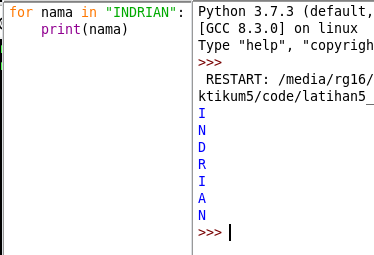 for nama in "INDRIAN":
    print(nama)
Python 3.7.3 (default,
[GCC 8.3.0] on linux
Type "help", "copyrigh
>>>
 RESTART: /media/rg16/
ktikum5/code/latihan5_
I
N
D
R
I
A
N
>>>